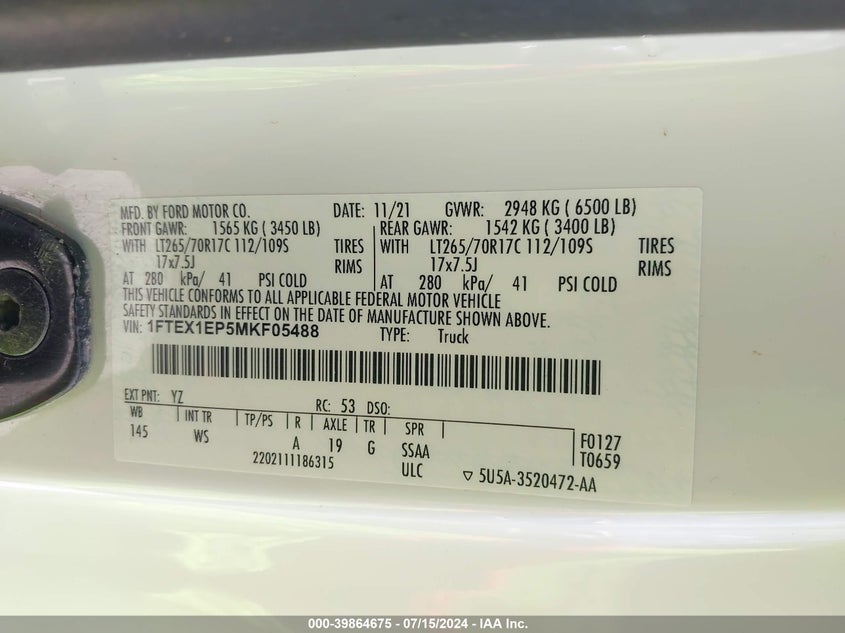 MFD. BY FORD MOTOR CO. DATE: 11/21 GVWR: 2948 KG ( 6500 LB)
FRONT GAWR: 1565 KG ( 3450 LB) REAR GAWR: 1542 KG ( 3400 LB)
WITH LT265/70R17C 112/109S TIRES WITH LT265/70R17C 112/109S TIRES
17x7.5J RIMS 17x7.5J RIMS
AT 280 kPa/ 41 PSI COLD AT 280 kPa/ 41 PSI COLD
THIS VEHICLE CONFORMS TO ALL APPLICABLE FEDERAL MOTOR VEHICLE
SAFETY STANDARDS IN EFFECT ON THE DATE OF MANUFACTURE SHOWN ABOVE.
VIN: 1FTEX1EP5MKF05488 TYPE: Truck
EXT PNT: YZ RC: 53 DSO:
WB INT TR TP/PS R AXLE TR SPR F0127
145 WS A 19 G SSAA T0659
2202111186315 ULC ▽ 5U5A-3520472-AA
000-39864675 - 07/15/2024 - IAA Inc.